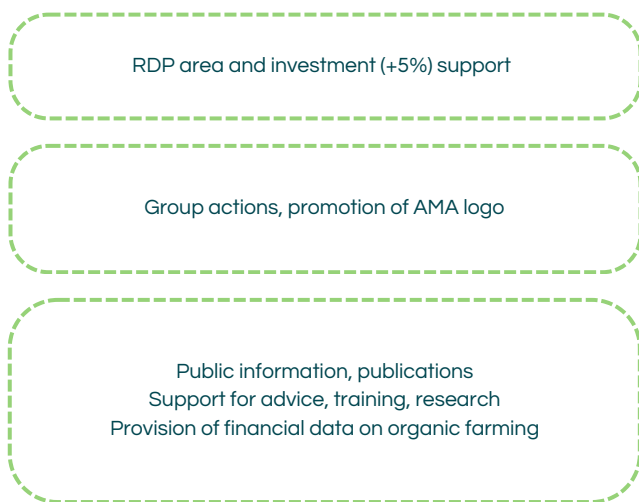 RDP area and investment (+5%) support
Group actions, promotion of AMA logo
Public information, publications
Support for advice, training, research
Provision of financial data on organic farming